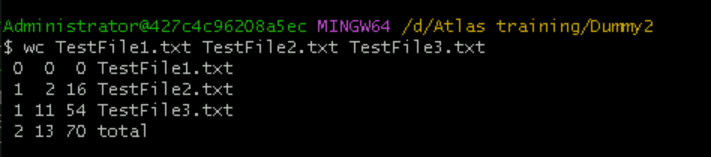 Administrator@427c4c96208a5ec MINGW64 /d/Atlas training/Dummy2
$ wc TestFile1.txt TestFile2.txt TestFile3.txt
0 0 0 TestFile1.txt
1 2 16 TestFile2.txt
1 11 54 TestFile3.txt
2 13 70 total